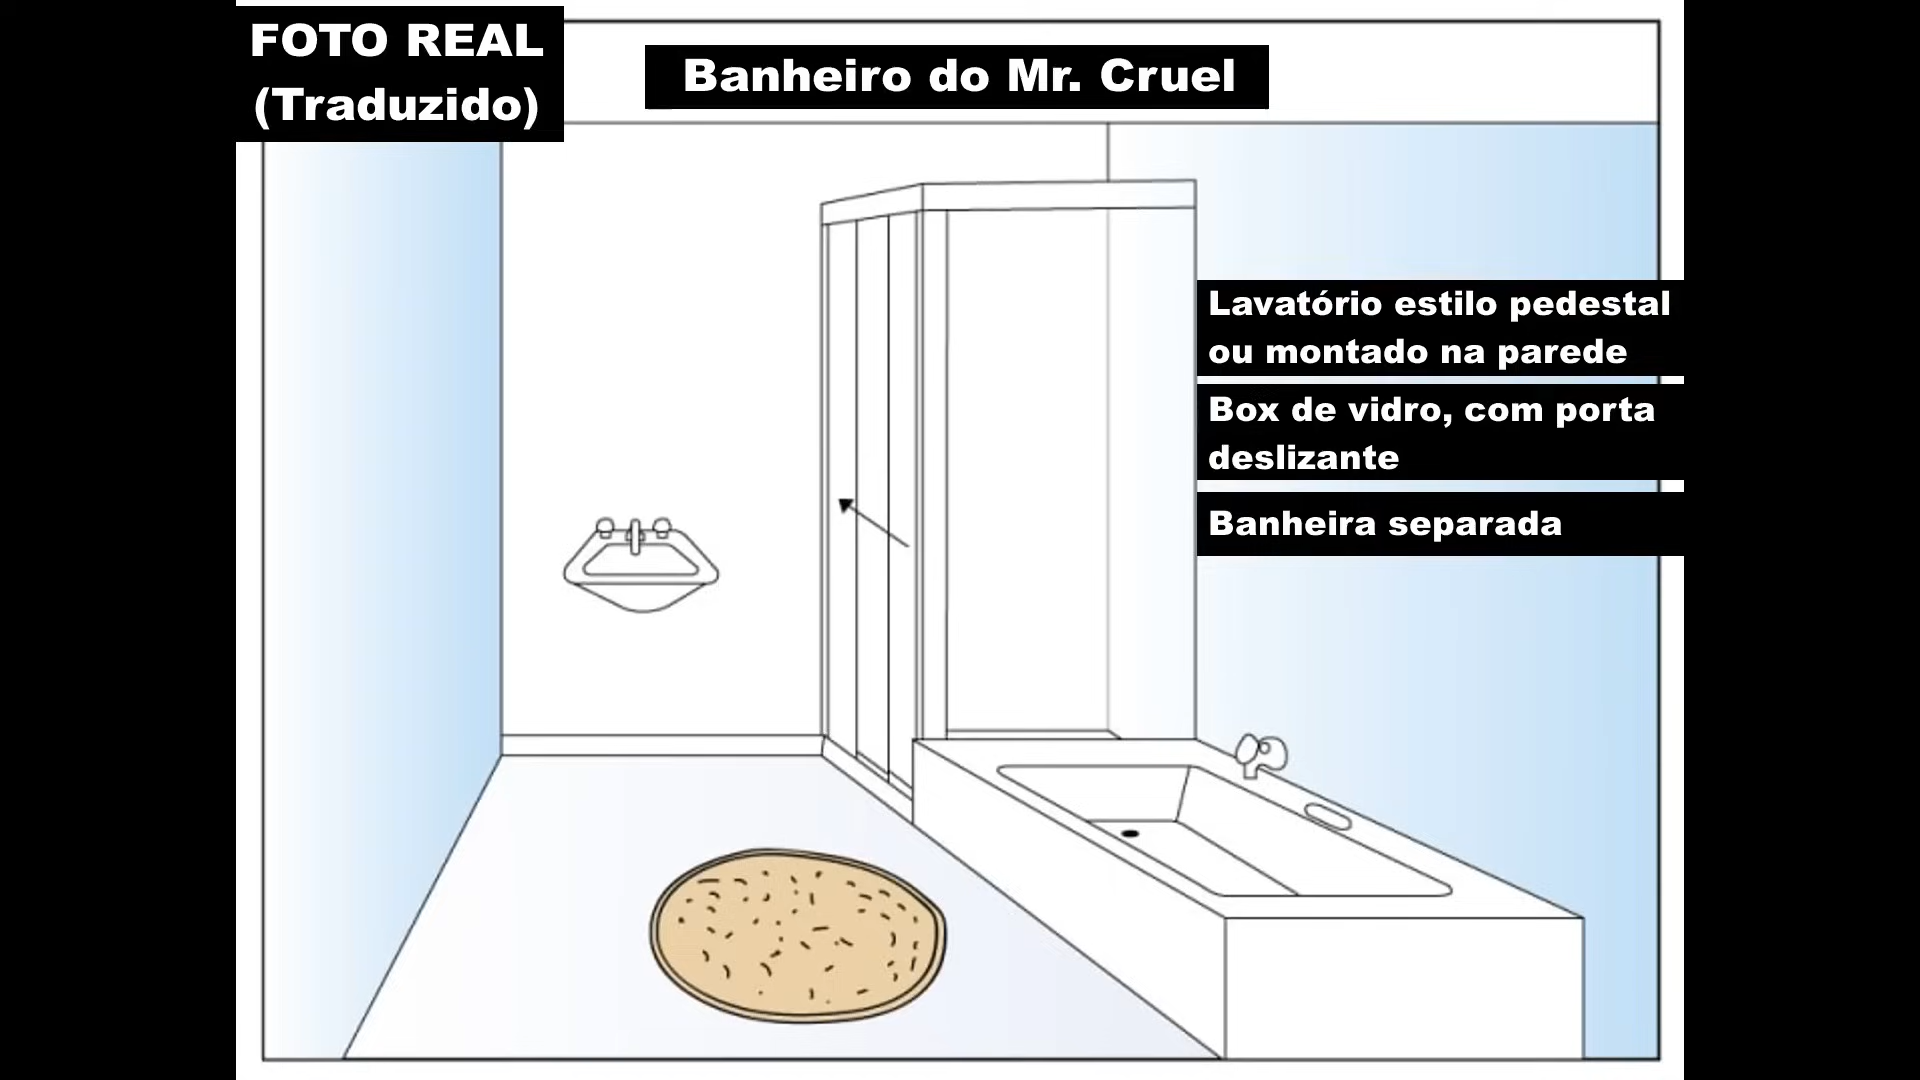 FOTO REAL
(Traduzido)
Banheiro do Mr. Cruel
Lavatório estilo pedestal
ou montado na parede
Box de vidro, com porta
deslizante
Banheira separada